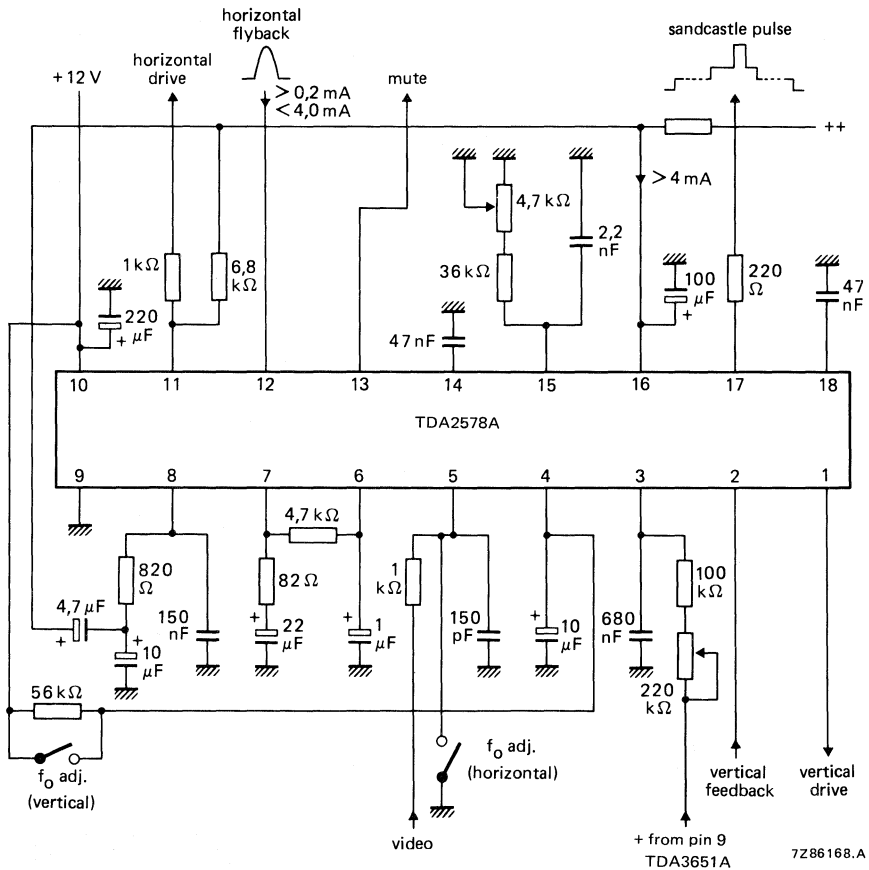 horizontal
flyback
sandcastle pulse
horizontal
drive
+ 12 V
mute
> 0,2 mA
< 4,0 mA
++
> 4 mA
4,7 kΩ
2,2
nF
1 kΩ
6,8
kΩ
36 kΩ
100
μF
+
220
Ω
47
nF
220
μF
+
47 nF
10 11 12 13 14 15 16 17 18
TDA2578A
9 8 7 6 5 4 3 2 1
4,7 kΩ
820
Ω
82 Ω
1
kΩ
100
kΩ
4,7 μF
+
+
10
μF
150
nF
+
22
μF
+
1
μF
150
pF
+
10
μF
680
nF
220
kΩ
56 kΩ
fo adj.
(vertical)
fo adj.
(horizontal)
vertical
feedback
vertical
drive
video
+ from pin 9
TDA3651A
7Z86168.A